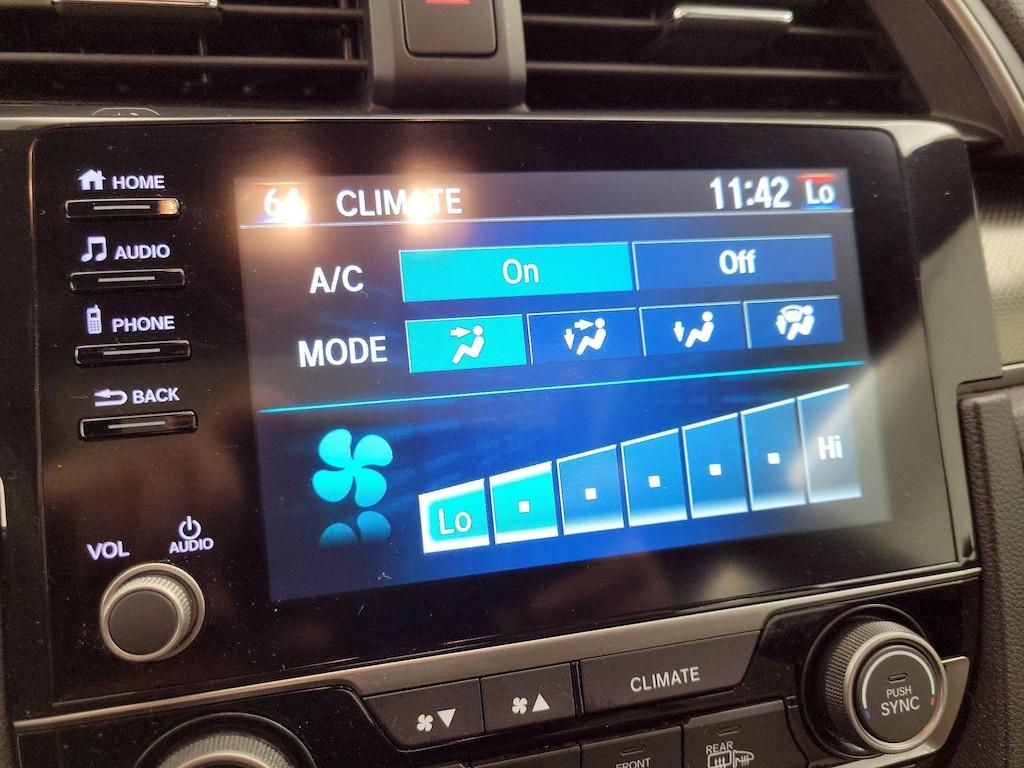 HOME
64 CLIMATE 11:42 Lo
AUDIO
A/C On Off
PHONE
MODE
BACK
Lo Hi
VOL AUDIO
CLIMATE
PUSH
SYNC
FRONT
REAR